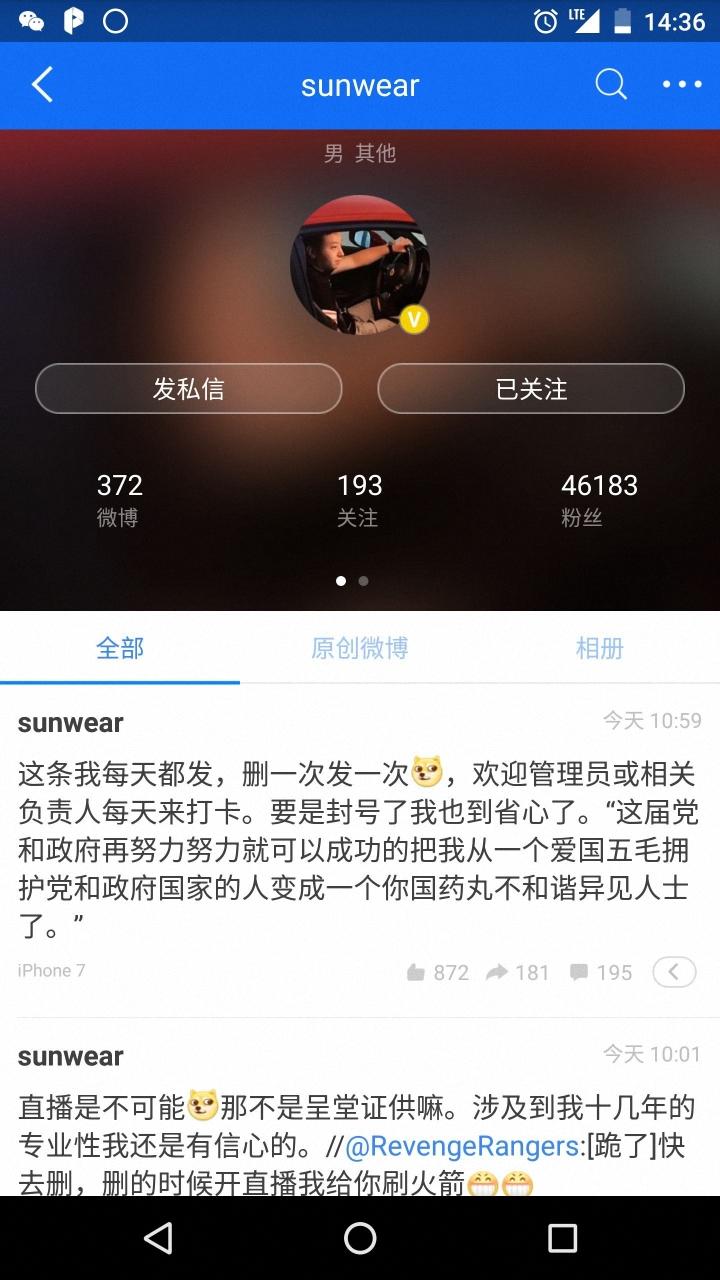 LTE 14:36
sunwear
男 其他
V
发私信 已关注
372 193 46183
微博 关注 粉丝
全部 原创微博 相册
sunwear 今天 10:59
这条我每天都发，删一次发一次，欢迎管理员或相关
负责人每天来打卡。要是封号了我也到省心了。“这届党
和政府再努力努力就可以成功的把我从一个爱国五毛拥
护党和政府国家的人变成一个你国药丸不和谐异见人士
了。”
iPhone 7 872 181 195
sunwear 今天 10:01
直播是不可能那不是呈堂证供嘛。涉及到我十几年的
专业性我还是有信心的。//@RevengeRangers:[跪了]快
去删，删的时候开直播我给你刷火箭